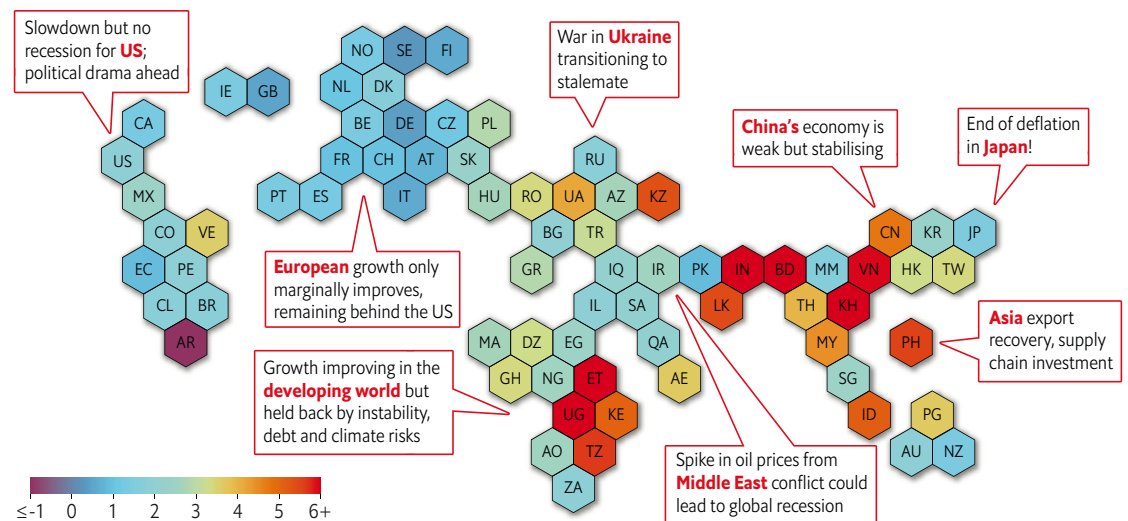 Slowdown but no
recession for US;
political drama ahead
War in Ukraine
transitioning to
stalemate
China's economy is
weak but stabilising
End of deflation
in Japan!
NO SE FI
IE GB
NL DK
CA
BE DE CZ PL
US
FR CH AT SK
RU
MX
PT ES IT
HU RO UA AZ KZ
CO VE
BG TR
CN KR JP
EC PE
GR
IQ IR PK IN BD MM VN HK TW
CL BR
IL SA
LK
TH KH
AR
MA DZ EG
QA
MY
PH
GH NG ET
AE
SG
UG KE
ID
PG
AO TZ
AU NZ
ZA
European growth only
marginally improves,
remaining behind the US
Growth improving in the
developing world but
held back by instability,
debt and climate risks
Asia export
recovery, supply
chain investment
Spike in oil prices from
Middle East conflict could
lead to global recession
≤-1 0 1 2 3 4 5 6+